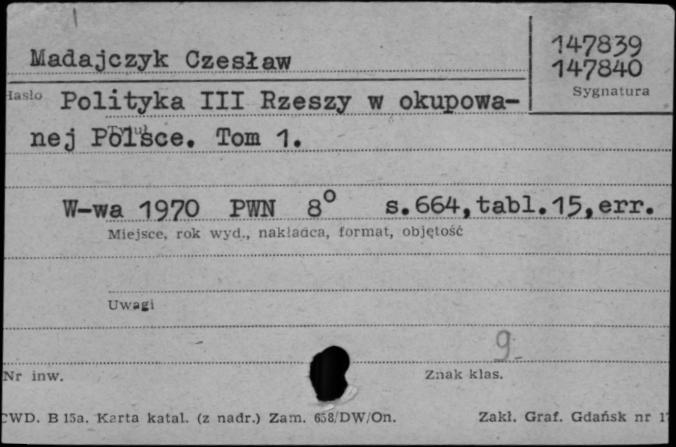 Madajczyk Czesław
147839
147840
Sygnatura
Hasło Polityka III Rzeszy w okupowa-
nej Polsce. Tom 1.
W-wa 1970 PWN 8° s.664,tabl.15,err.
Miejsce, rok wyd., nakładca, format, objętość
Uwagi
9.
Nr inw.
Znak klas.
CWD. B 15a. Karta katal. (z nadr.) Zam. 658/DW/On.
Zakł. Graf. Gdańsk nr